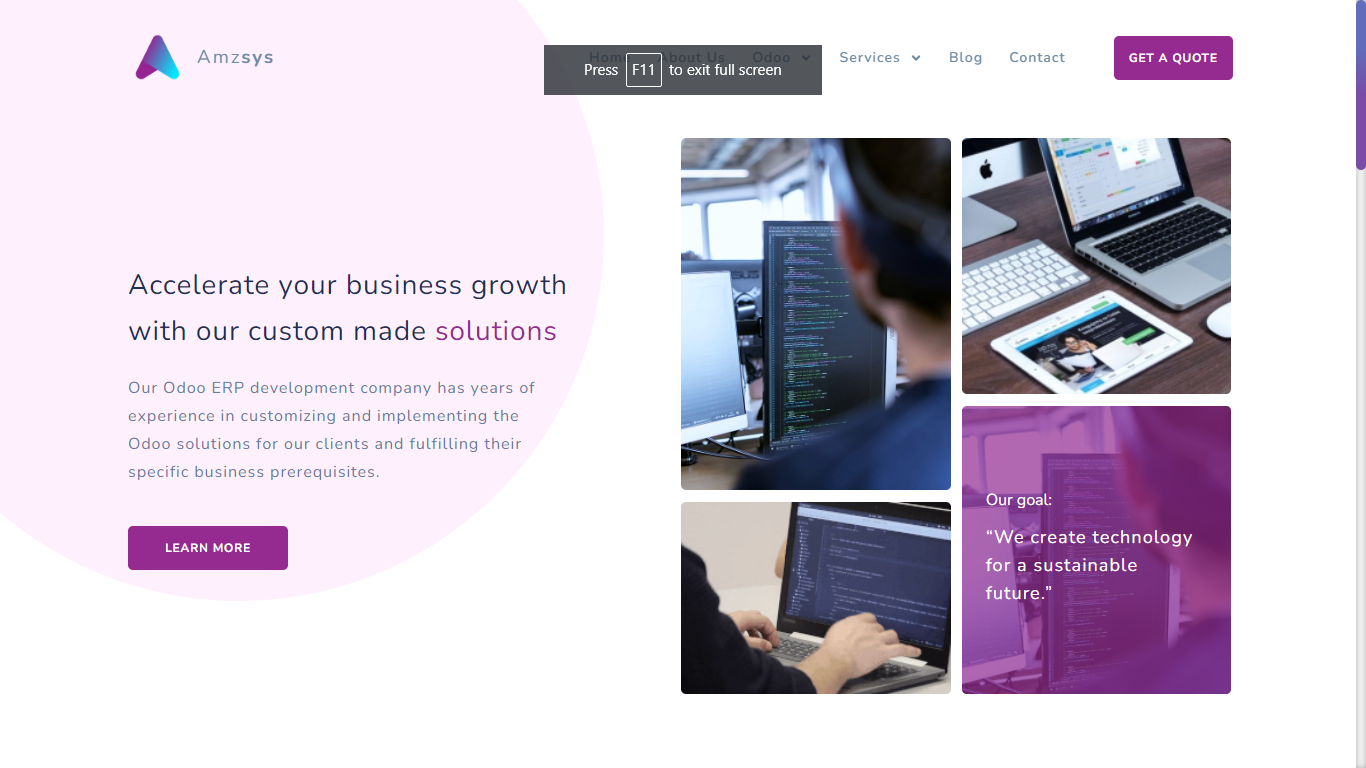 Amzsys
Home About Us Odoo Services Blog Contact
GET A QUOTE
Press F11 to exit full screen
Accelerate your business growth
with our custom made solutions
Our Odoo ERP development company has years of
experience in customizing and implementing the
Odoo solutions for our clients and fulfilling their
specific business prerequisites.
LEARN MORE
Our goal:
“We create technology
for a sustainable
future.”